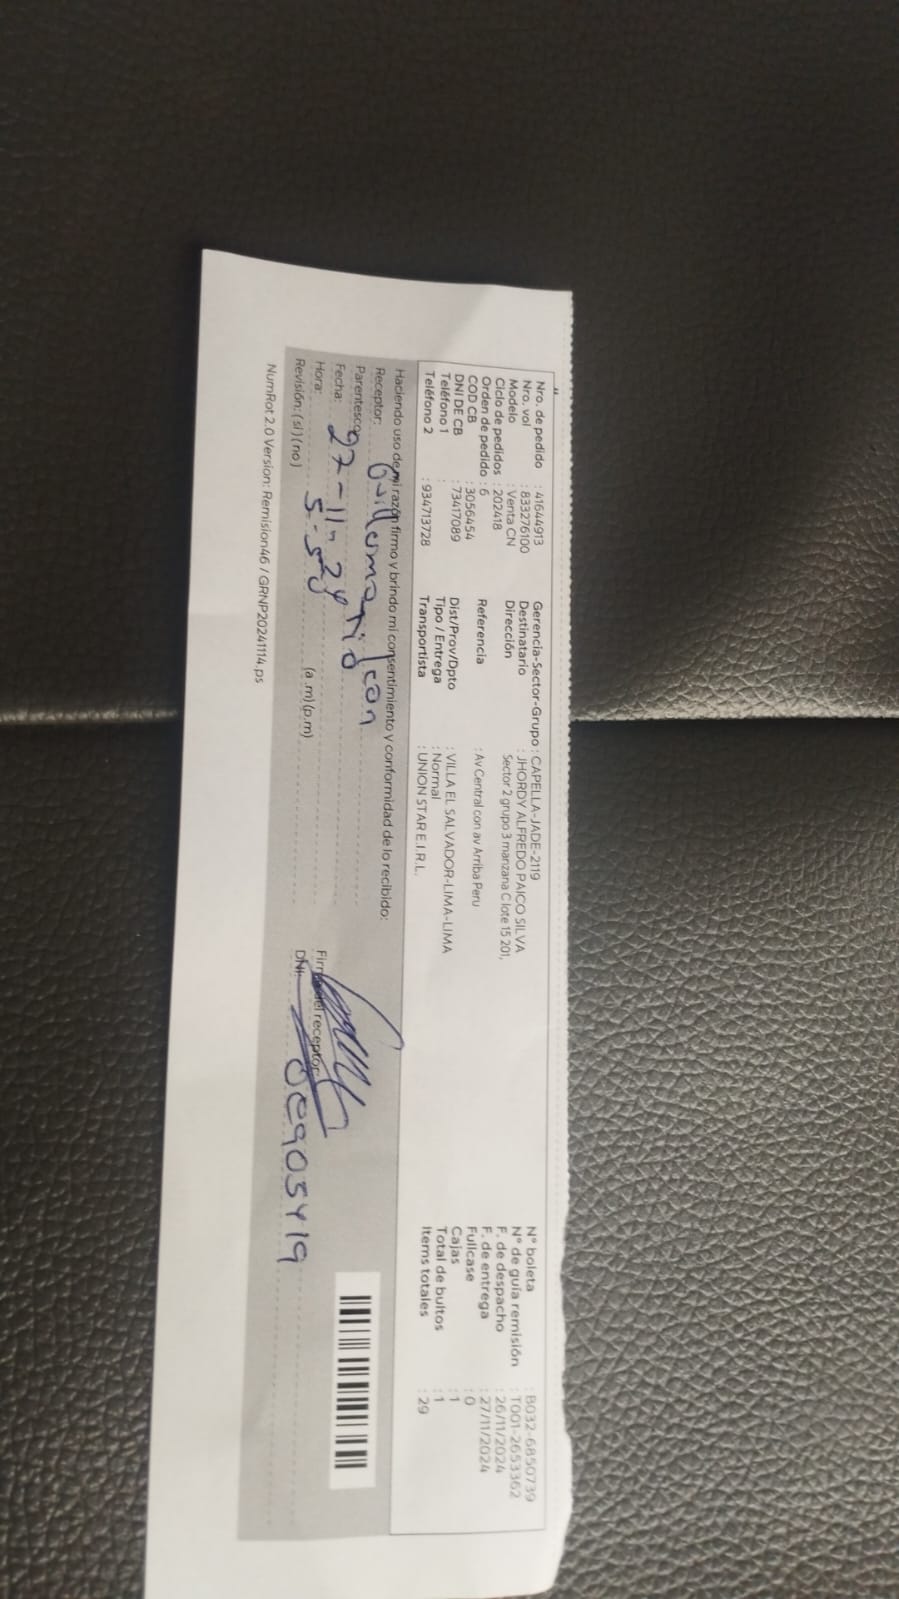 Nro. de pedido : 41644913
Nro. vol : 833276100
Modelo : Venta CN
Ciclo de pedidos : 202418
Orden de pedido : 6
COD CB : 3056454
DNI DE CB : 73417089
Teléfono 1 :
Teléfono 2 : 934713728
Gerencia-Sector-Grupo : CAPELLA-JADE-2119
Destinatario : JHORDY ALFREDO PAICO SILVA
Dirección Sector 2 grupo 3 manzana C lote 15 201,
Referencia : Av Central con av Arriba Peru
Dist/Prov/Dpto : VILLA EL SALVADOR-LIMA-LIMA
Tipo / Entrega : Normal
Transportista : UNION STAR E.I.R.L.
N° boleta : B032-6850739
N° de guía remisión : T001-2653362
F. de despacho : 26/11/2024
F. de entrega : 27/11/2024
Fullcase : 0
Cajas : 1
Total de bultos : 1
Items totales : 29
Haciendo uso de mi razón firmo y brindo mi consentimiento y conformidad de lo recibido:
Receptor:
Parentesco:
Fecha: 27-11-24
Hora: (a.m)(p.m)
Revisión: (si)(no)
Firma del receptor:
DNI:
NumRot 2.0 Version: Remision46 / GRNP20241114.ps